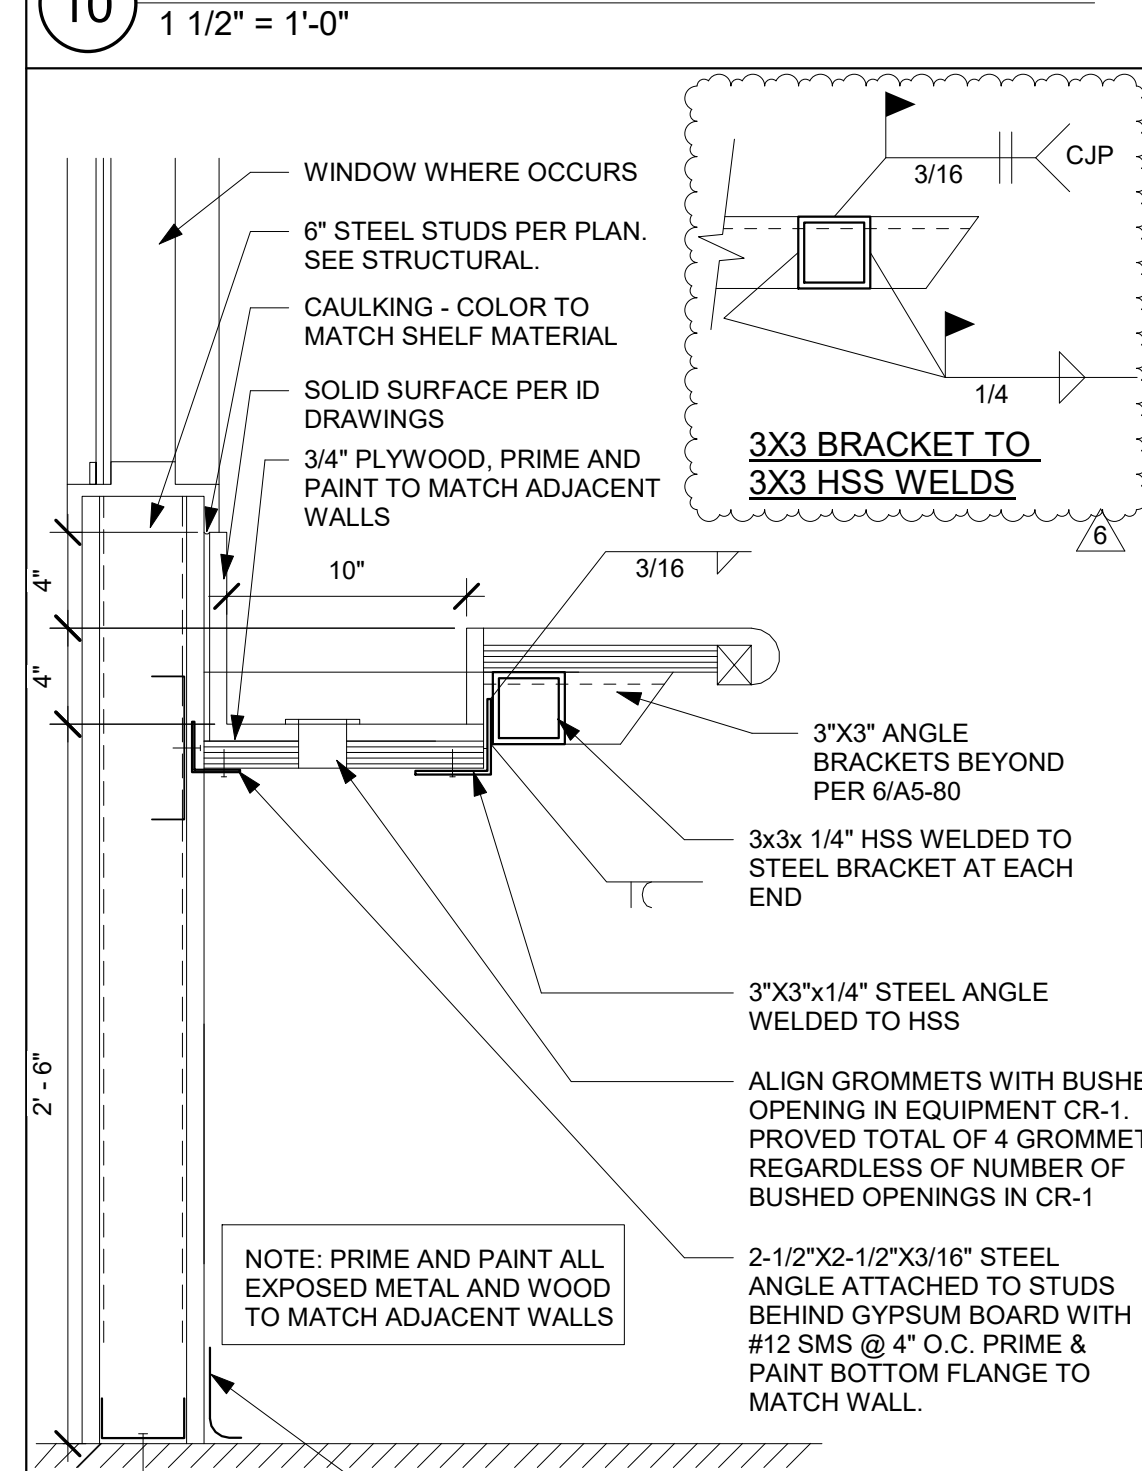 10
1 1/2" = 1'-0"
WINDOW WHERE OCCURS
6" STEEL STUDS PER PLAN.
SEE STRUCTURAL.
CAULKING - COLOR TO
MATCH SHELF MATERIAL
SOLID SURFACE PER ID
DRAWINGS
3/4" PLYWOOD, PRIME AND
PAINT TO MATCH ADJACENT
WALLS
3/16
CJP
1/4
3X3 BRACKET TO
3X3 HSS WELDS
6
10"
3/16
4"
4"
2' - 6"
3"X3" ANGLE
BRACKETS BEYOND
PER 6/A5-80
3x3x 1/4" HSS WELDED TO
STEEL BRACKET AT EACH
END
3"X3"x1/4" STEEL ANGLE
WELDED TO HSS
ALIGN GROMMETS WITH BUSHE
OPENING IN EQUIPMENT CR-1.
PROVED TOTAL OF 4 GROMMET
REGARDLESS OF NUMBER OF
BUSHED OPENINGS IN CR-1
2-1/2"X2-1/2"X3/16" STEEL
ANGLE ATTACHED TO STUDS
BEHIND GYPSUM BOARD WITH
#12 SMS @ 4" O.C. PRIME &
PAINT BOTTOM FLANGE TO
MATCH WALL.
NOTE: PRIME AND PAINT ALL
EXPOSED METAL AND WOOD
TO MATCH ADJACENT WALLS